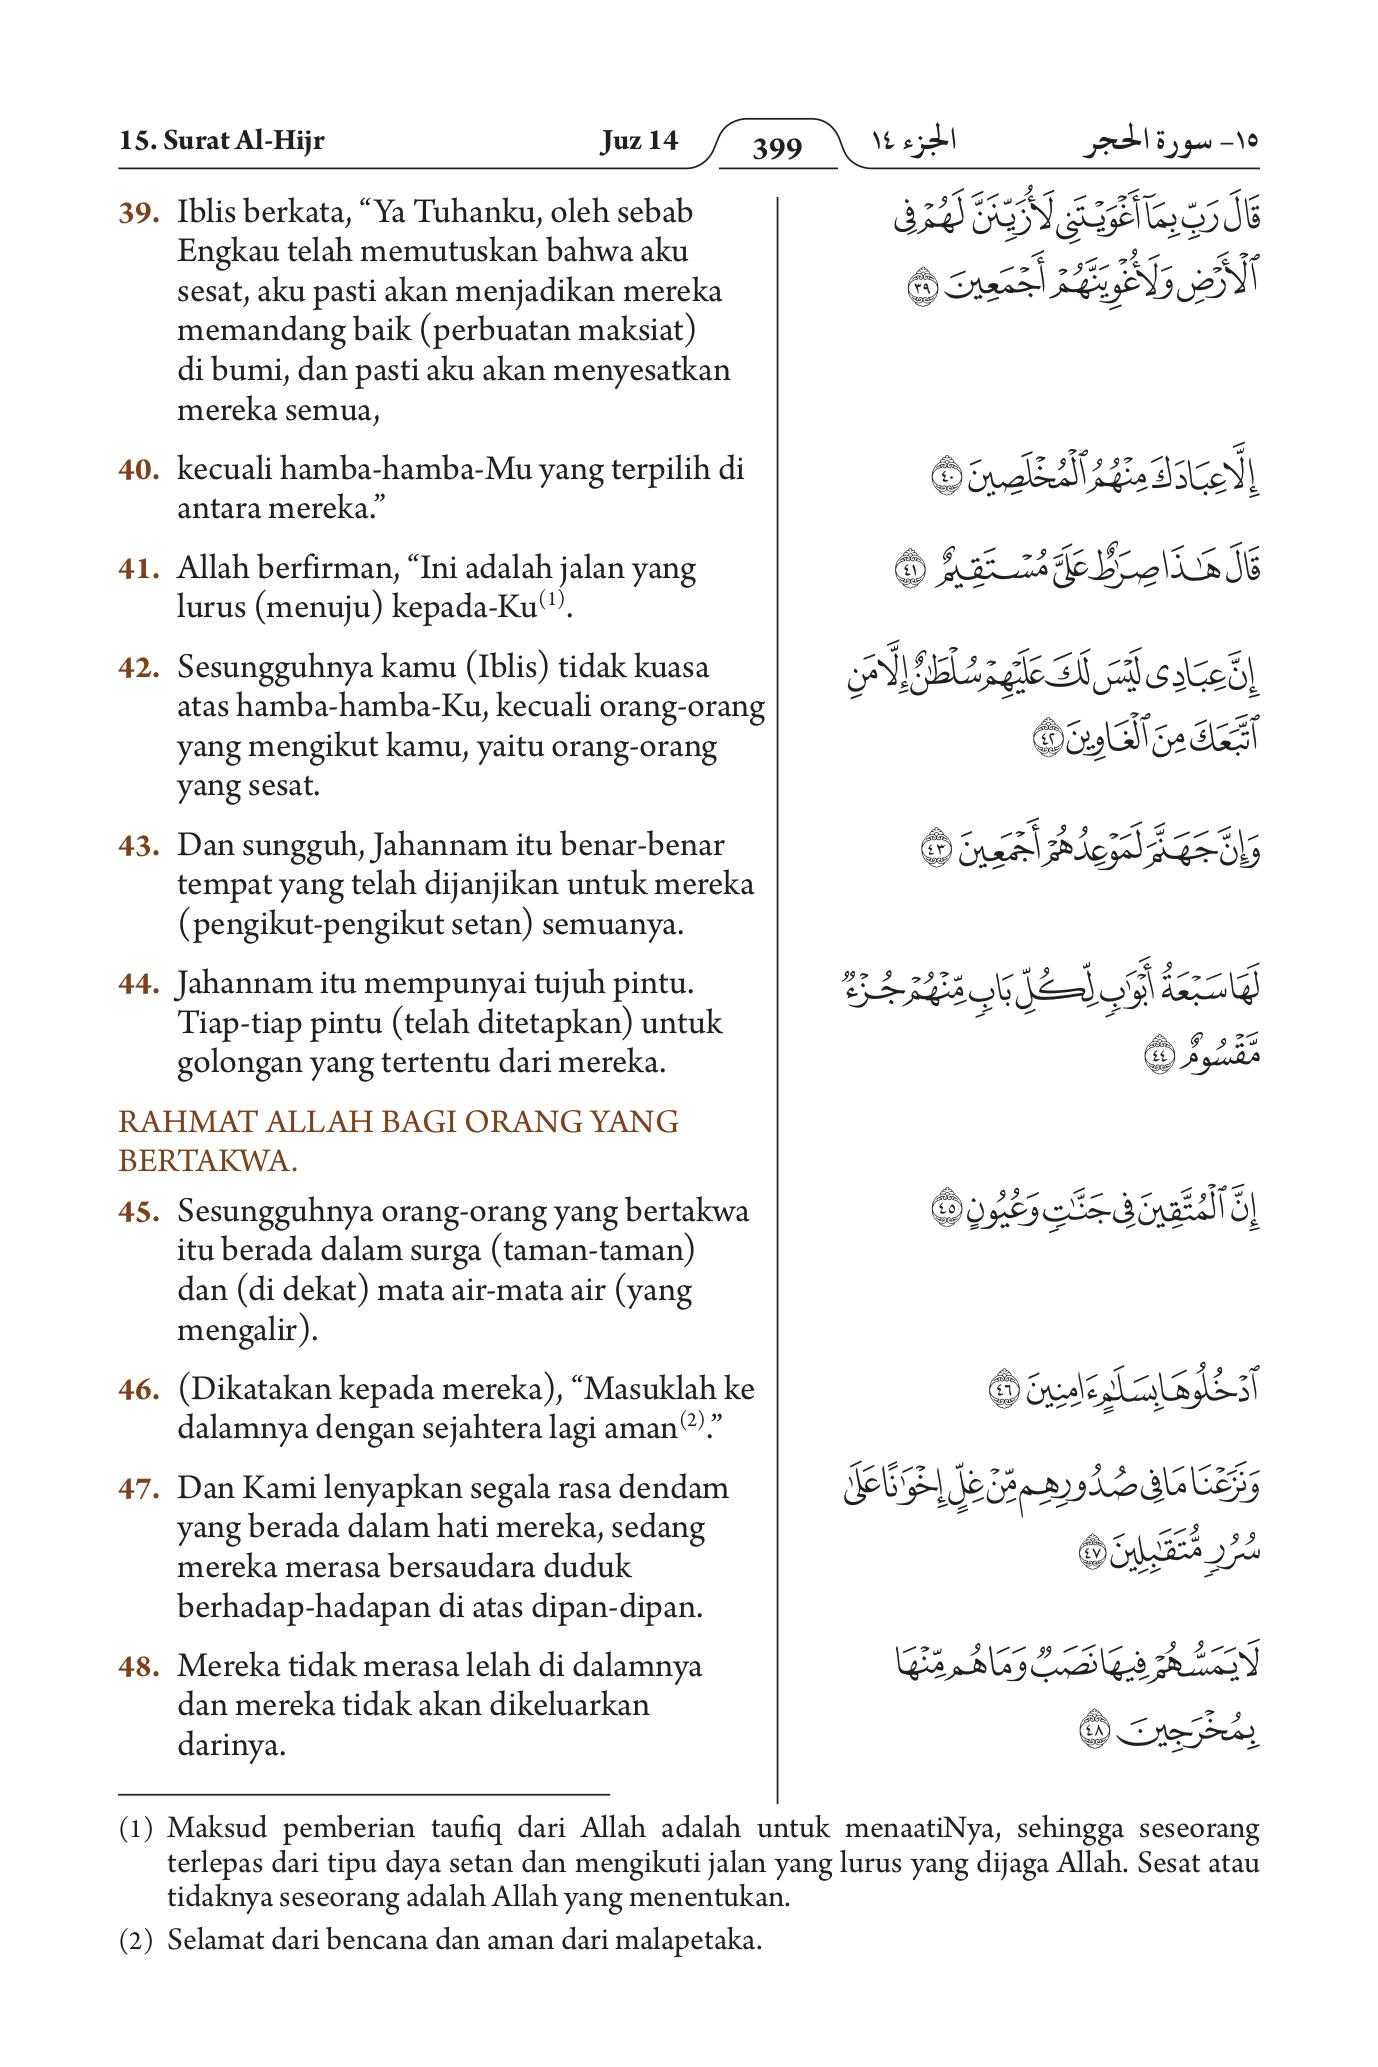 15. Surat Al-Hijr
Juz 14
399
الجزء ١٤
١٥- سورة الحجر
39. Iblis berkata, “Ya Tuhanku, oleh sebab
Engkau telah memutuskan bahwa aku
sesat, aku pasti akan menjadikan mereka
memandang baik (perbuatan maksiat)
di bumi, dan pasti aku akan menyesatkan
mereka semua,
قَالَ رَبِّ بِمَآ أَغْوَيْتَنِى لَأُزَيِّنَنَّ لَهُمْ فِى
ٱلْأَرْضِ وَلَأُغْوِيَنَّهُمْ أَجْمَعِينَ ٣٩
40. kecuali hamba-hamba-Mu yang terpilih di
antara mereka.”
إِلَّا عِبَادَكَ مِنْهُمُ ٱلْمُخْلَصِينَ ٤٠
41. Allah berfirman, “Ini adalah jalan yang
lurus (menuju) kepada-Ku(1).
قَالَ هَـٰذَا صِرَٰطٌ عَلَىَّ مُسْتَقِيمٌ ٤١
42. Sesungguhnya kamu (Iblis) tidak kuasa
atas hamba-hamba-Ku, kecuali orang-orang
yang mengikut kamu, yaitu orang-orang
yang sesat.
إِنَّ عِبَادِى لَيْسَ لَكَ عَلَيْهِمْ سُلْطَـٰنٌ إِلَّا مَنِ
ٱتَّبَعَكَ مِنَ ٱلْغَاوِينَ ٤٢
43. Dan sungguh, Jahannam itu benar-benar
tempat yang telah dijanjikan untuk mereka
(pengikut-pengikut setan) semuanya.
وَإِنَّ جَهَنَّمَ لَمَوْعِدُهُمْ أَجْمَعِينَ ٤٣
44. Jahannam itu mempunyai tujuh pintu.
Tiap-tiap pintu (telah ditetapkan) untuk
golongan yang tertentu dari mereka.
لَهَا سَبْعَةُ أَبْوَٰبٍ لِّكُلِّ بَابٍ مِّنْهُمْ جُزْءٌ
مَّقْسُومٌ ٤٤
RAHMAT ALLAH BAGI ORANG YANG
BERTAKWA.
45. Sesungguhnya orang-orang yang bertakwa
itu berada dalam surga (taman-taman)
dan (di dekat) mata air-mata air (yang
mengalir).
إِنَّ ٱلْمُتَّقِينَ فِى جَنَّـٰتٍ وَعُيُونٍ ٤٥
46. (Dikatakan kepada mereka), “Masuklah ke
dalamnya dengan sejahtera lagi aman(2).”
ٱدْخُلُوهَا بِسَلَـٰمٍ ءَامِنِينَ ٤٦
47. Dan Kami lenyapkan segala rasa dendam
yang berada dalam hati mereka, sedang
mereka merasa bersaudara duduk
berhadap-hadapan di atas dipan-dipan.
وَنَزَعْنَا مَا فِى صُدُورِهِم مِّنْ غِلٍّ إِخْوَٰنًا عَلَىٰ
سُرُرٍ مُّتَقَـٰبِلِينَ ٤٧
48. Mereka tidak merasa lelah di dalamnya
dan mereka tidak akan dikeluarkan
darinya.
لَا يَمَسُّهُمْ فِيهَا نَصَبٌ وَمَا هُم مِّنْهَا
بِمُخْرَجِينَ ٤٨
(1) Maksud pemberian taufiq dari Allah adalah untuk menaatiNya, sehingga seseorang
terlepas dari tipu daya setan dan mengikuti jalan yang lurus yang dijaga Allah. Sesat atau
tidaknya seseorang adalah Allah yang menentukan.
(2) Selamat dari bencana dan aman dari malapetaka.